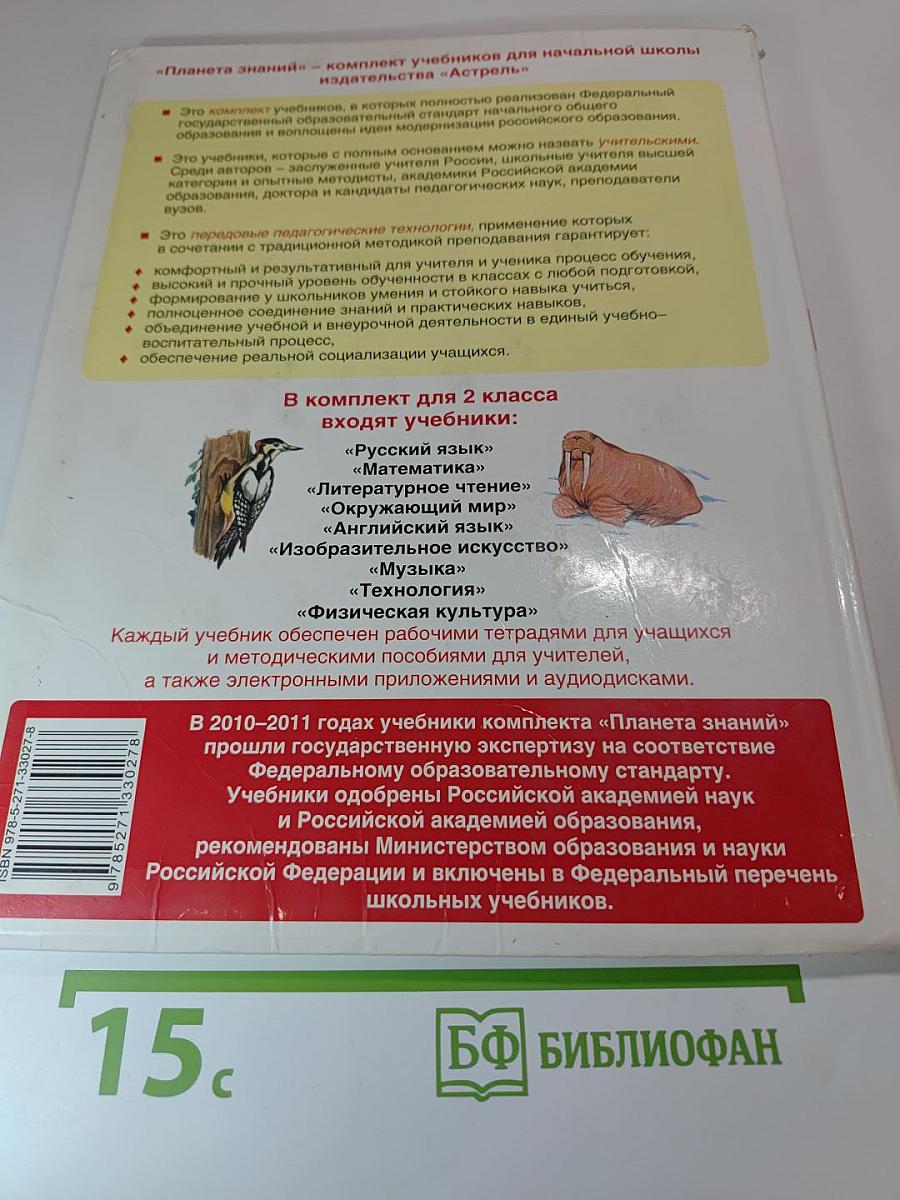 «Планета знаний» – комплект учебников для начальной школы
издательства «Астрель»
Это комплект учебников, в которых полностью реализован Федеральный
государственный образовательный стандарт начального общего
образования и воплощены идеи модернизации российского образования.
Это учебники, которые с полным основанием можно назвать учительскими.
Среди авторов – заслуженные учителя России, школьные учителя высшей
категории и опытные методисты, академики Российской академии
образования, доктора и кандидаты педагогических наук, преподаватели
вузов.
Это передовые педагогические технологии, применение которых
в сочетании с традиционной методикой преподавания гарантирует:
комфортный и результативный для учителя и ученика процесс обучения,
высокий и прочный уровень обученности в классах с любой подготовкой,
формирование у школьников умения и стойкого навыка учиться,
полноценное соединение знаний и практических навыков,
объединение учебной и внеурочной деятельности в единый учебно–
воспитательный процесс,
обеспечение реальной социализации учащихся.
В комплект для 2 класса
входят учебники:
«Русский язык»
«Математика»
«Литературное чтение»
«Окружающий мир»
«Английский язык»
«Изобразительное искусство»
«Музыка»
«Технология»
«Физическая культура»
Каждый учебник обеспечен рабочими тетрадями для учащихся
и методическими пособиями для учителей,
а также электронными приложениями и аудиодисками.
В 2010–2011 годах учебники комплекта «Планета знаний»
прошли государственную экспертизу на соответствие
Федеральному образовательному стандарту.
Учебники одобрены Российской академией наук
и Российской академией образования,
рекомендованы Министерством образования и науки
Российской Федерации и включены в Федеральный перечень
школьных учебников.
ISBN 978-5-271-33027-8
9 785271 330278
15 с
БФ БИБЛИОФАН